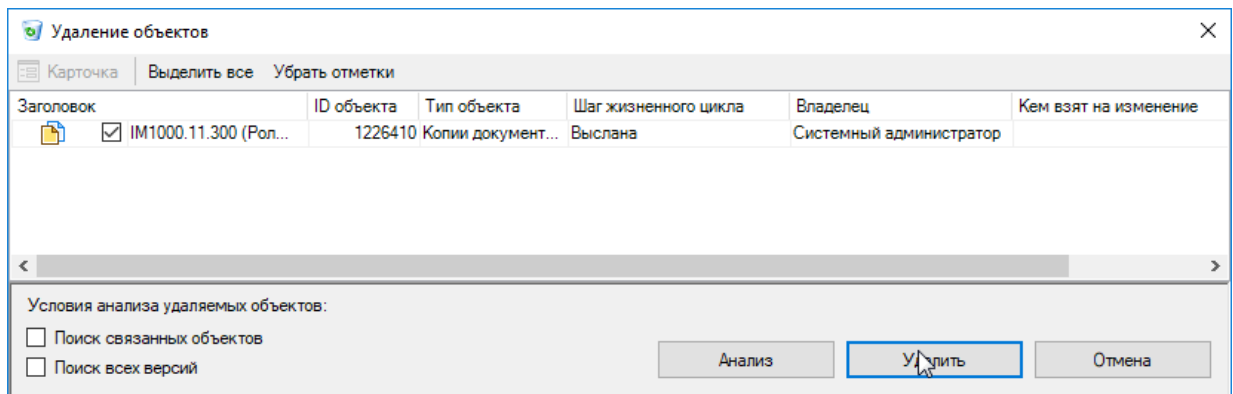 Удаление объектов
Карточка Выделить все Убрать отметки
Заголовок ID объекта Тип объекта Шаг жизненного цикла Владелец Кем взят на изменение
IM1000.11.300 (Рол... 1226410 Копии документ... Выслана Системный администратор
Условия анализа удаляемых объектов:
Поиск связанных объектов
Поиск всех версий
Анализ Удалить Отмена